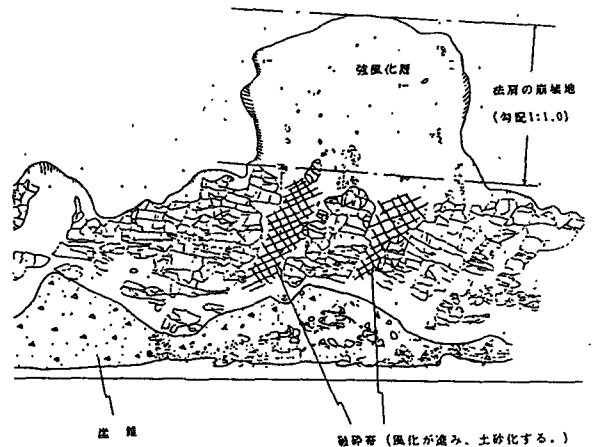 強風化層
法肩の崩壊地
(勾配1:1.0)
崖錐
破砕帯 (風化が進み、土砂化する。)